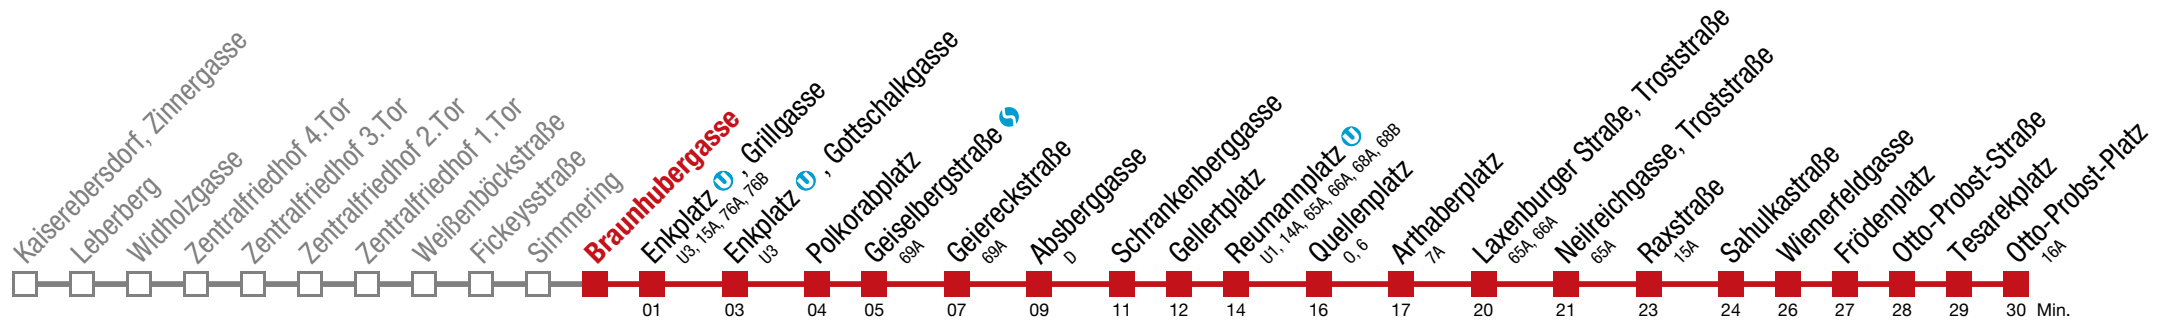 Kaiserebersdorf, Zinnergasse
Leberberg
Widholzgasse
Zentralfriedhof 4.Tor
Zentralfriedhof 3.Tor
Zentralfriedhof 2.Tor
Zentralfriedhof 1.Tor
Weißenböckstraße
Fickeysstraße
Simmering
Braunhubergasse
Enkplatz U, Grillgasse
U3, 15A, 76A, 76B
Enkplatz U, Gottschalkgasse
U3
Polkorabplatz
Geiselbergstraße S
69A
Geiereckstraße
69A
Absberggasse
D
Schrankenberggasse
Gellertplatz
Reumannplatz U
U1, 14A, 65A, 66A, 68A, 68B
Quellenplatz
O, 6
Arthaberplatz
7A
Laxenburger Straße, Troststraße
65A, 66A
Neilreichgasse, Troststraße
65A
Raxstraße
15A
Sahulkastraße
Wienerfeldgasse
Frödenplatz
Otto-Probst-Straße
Tesarekplatz
Otto-Probst-Platz
16A
01 03 04 05 07 09 11 12 14 16 17 20 21 23 24 26 27 28 29 30 Min.